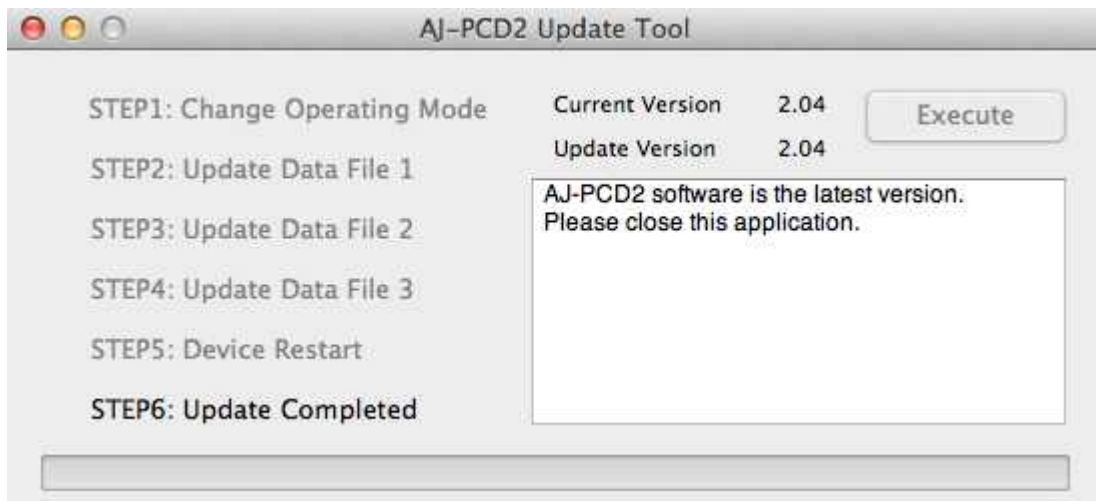 AJ-PCD2 Update Tool
STEP1: Change Operating Mode
STEP2: Update Data File 1
STEP3: Update Data File 2
STEP4: Update Data File 3
STEP5: Device Restart
STEP6: Update Completed
Current Version 2.04
Update Version 2.04
Execute
AJ-PCD2 software is the latest version.
Please close this application.